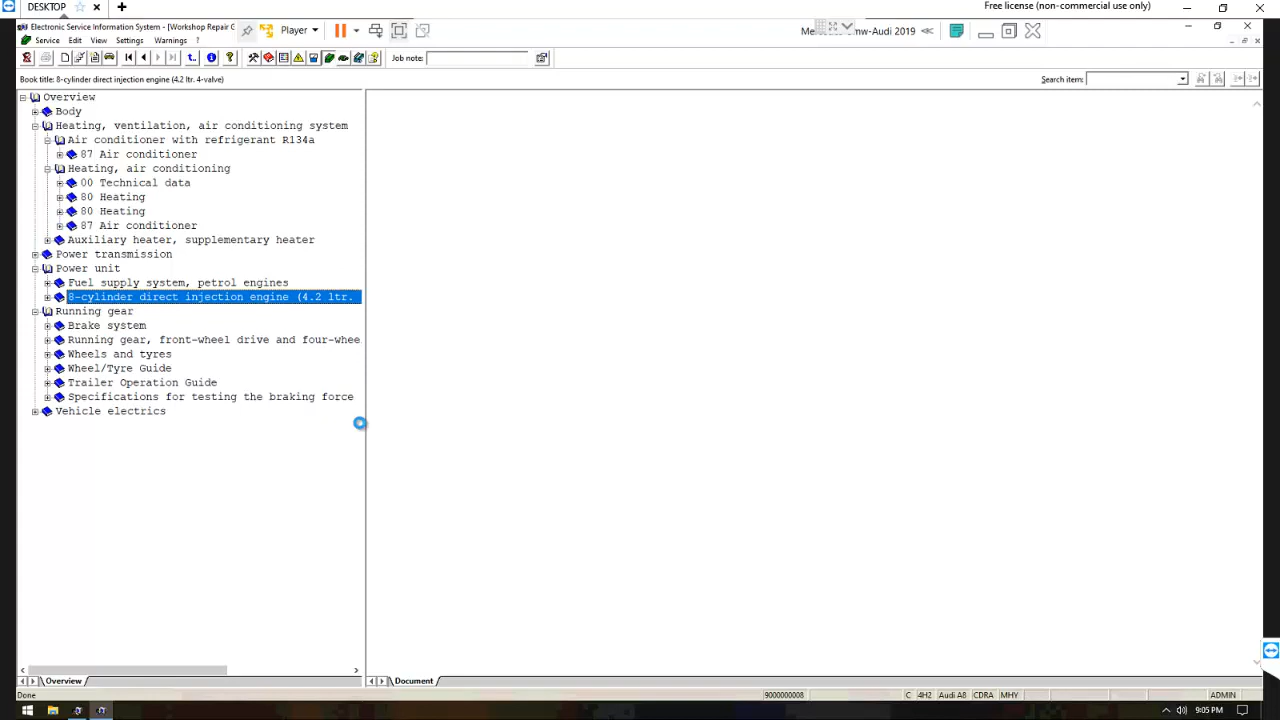 DESKTOP
Free license (non-commercial use only)
Electronic Service Information System - [Workshop Repair G
Player
2019
Service Edit View Settings Warnings ?
Job note:
Book title: 8-cylinder direct injection engine (4.2 ltr. 4-valve)
Search item:
Overview
Body
Heating, ventilation, air conditioning system
Air conditioner with refrigerant R134a
87 Air conditioner
Heating, air conditioning
00 Technical data
80 Heating
80 Heating
87 Air conditioner
Auxiliary heater, supplementary heater
Power transmission
Power unit
Fuel supply system, petrol engines
8-cylinder direct injection engine (4.2 ltr.
Running gear
Brake system
Running gear, front-wheel drive and four-whee
Wheels and tyres
Wheel/Tyre Guide
Trailer Operation Guide
Specifications for testing the braking force
Vehicle electrics
Overview
Document
Done
9000000008
C 4H2 Audi A8 CDRA MHY
ADMIN
9:05 PM